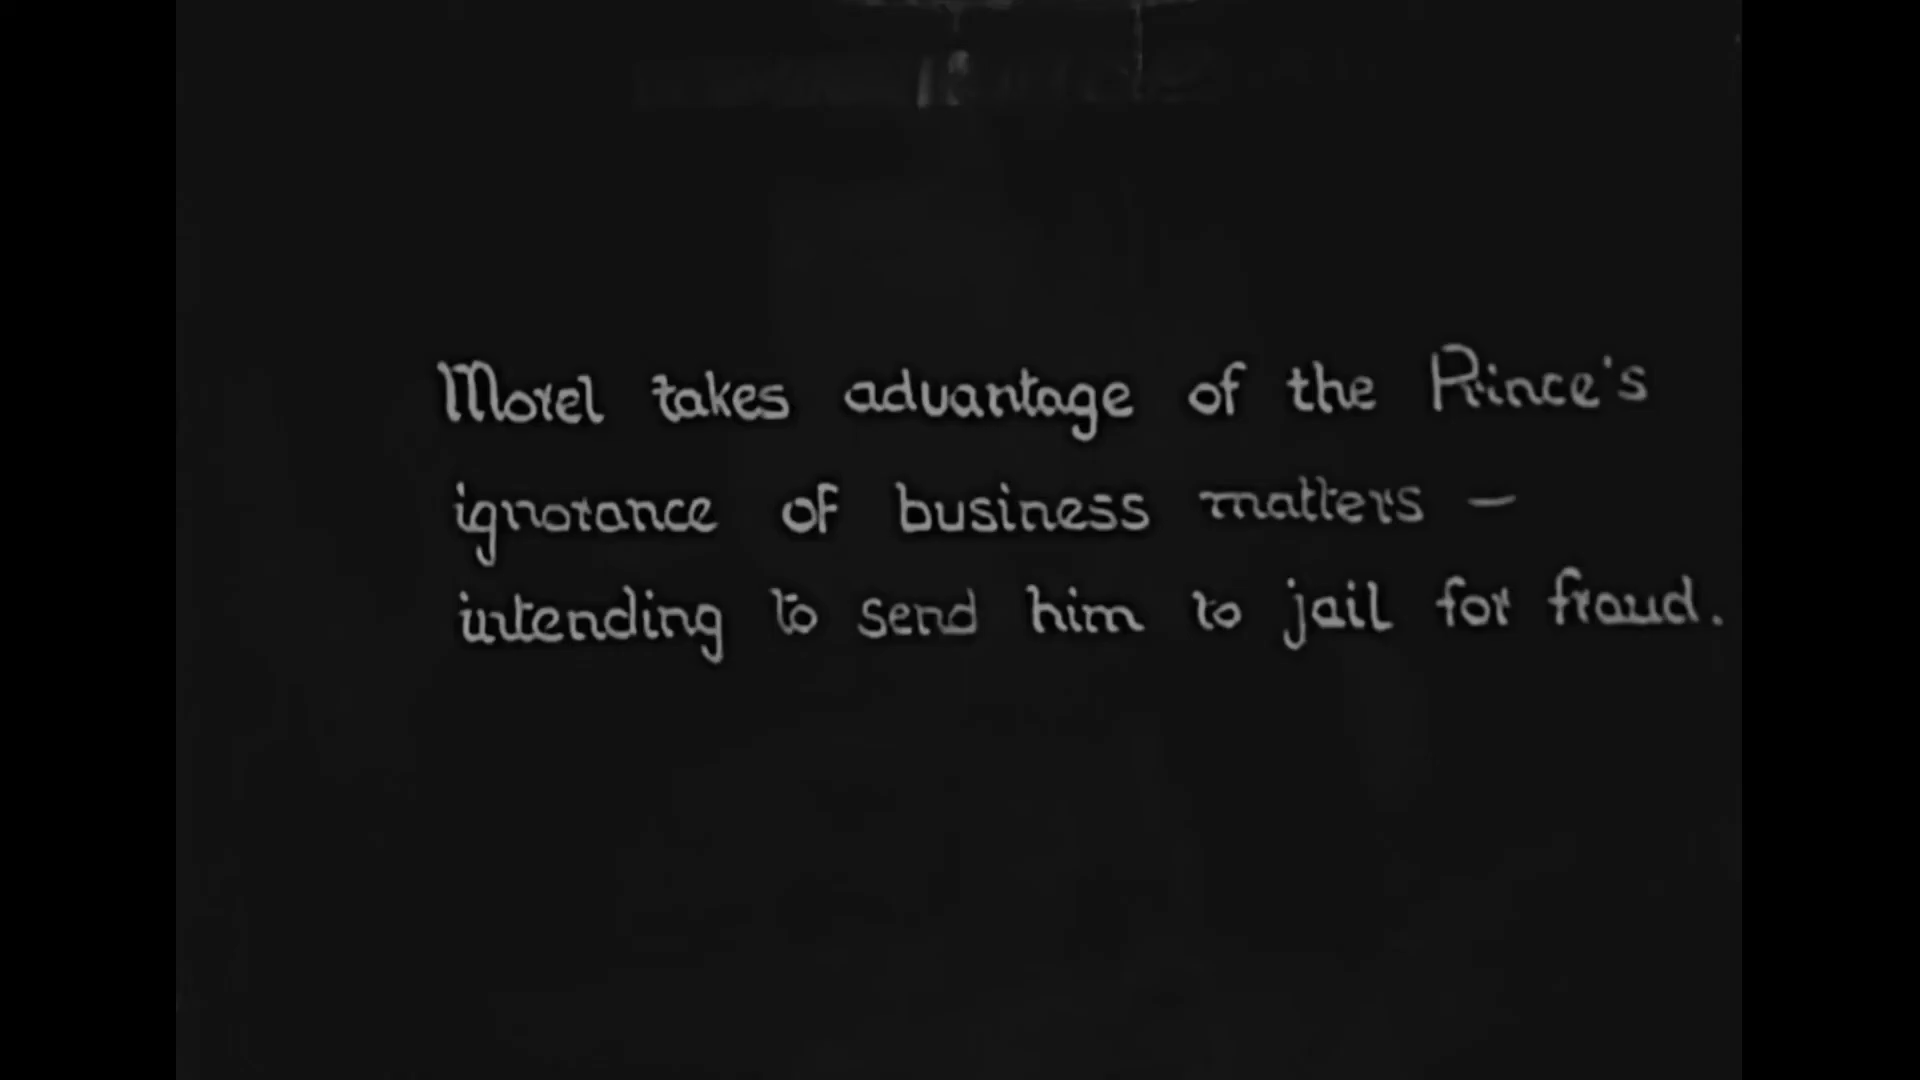 Morel takes advantage of the Prince's
ignorance of business matters —
intending to send him to jail for fraud.